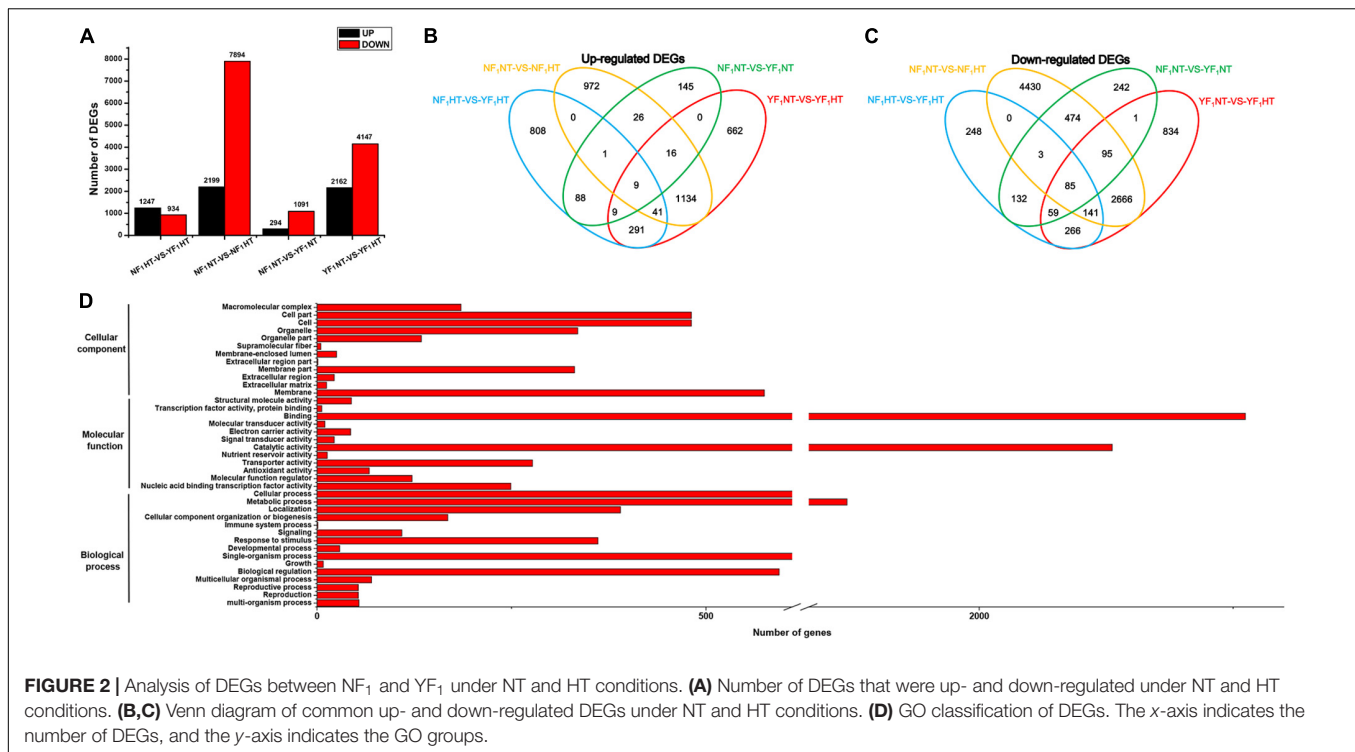 A
UP
DOWN
Number of DEGs
8000
7000
6000
5000
4000
3000
2000
1000
0
1247
934
2199
7894
294
1091
2162
4147
NF₁HT-VS-YF₁HT
NF₁NT-VS-NF₁HT
NF₁NT-VS-YF₁NT
YF₁NT-VS-YF₁HT
B
Up-regulated DEGs
NF₁NT-VS-NF₁HT
NF₁NT-VS-YF₁NT
NF₁HT-VS-YF₁HT
YF₁NT-VS-YF₁HT
972
145
808
0
26
0
662
1
16
9
88
9
41
1134
291
C
Down-regulated DEGs
NF₁NT-VS-NF₁HT
NF₁NT-VS-YF₁NT
NF₁HT-VS-YF₁HT
YF₁NT-VS-YF₁HT
4430
242
248
0
474
1
834
3
95
85
132
59
141
2666
266
D
Cellular component
Macromolecular complex
Cell part
Cell
Organelle
Organelle part
Supramolecular fiber
Membrane-enclosed lumen
Extracellular region part
Membrane part
Extracellular region
Extracellular matrix
Membrane
Molecular function
Structural molecule activity
Transcription factor activity, protein binding
Binding
Molecular transducer activity
Electron carrier activity
Signal transducer activity
Catalytic activity
Nutrient reservoir activity
Transporter activity
Antioxidant activity
Molecular function regulator
Nucleic acid binding transcription factor activity
Biological process
Cellular process
Metabolic process
Localization
Cellular component organization or biogenesis
Immune system process
Signaling
Response to stimulus
Developmental process
Single-organism process
Growth
Biological regulation
Multicellular organismal process
Reproductive process
Reproduction
multi-organism process
0
500
2000
Number of genes
FIGURE 2 | Analysis of DEGs between NF₁ and YF₁ under NT and HT conditions. (A) Number of DEGs that were up- and down-regulated under NT and HT
conditions. (B,C) Venn diagram of common up- and down-regulated DEGs under NT and HT conditions. (D) GO classification of DEGs. The x-axis indicates the
number of DEGs, and the y-axis indicates the GO groups.